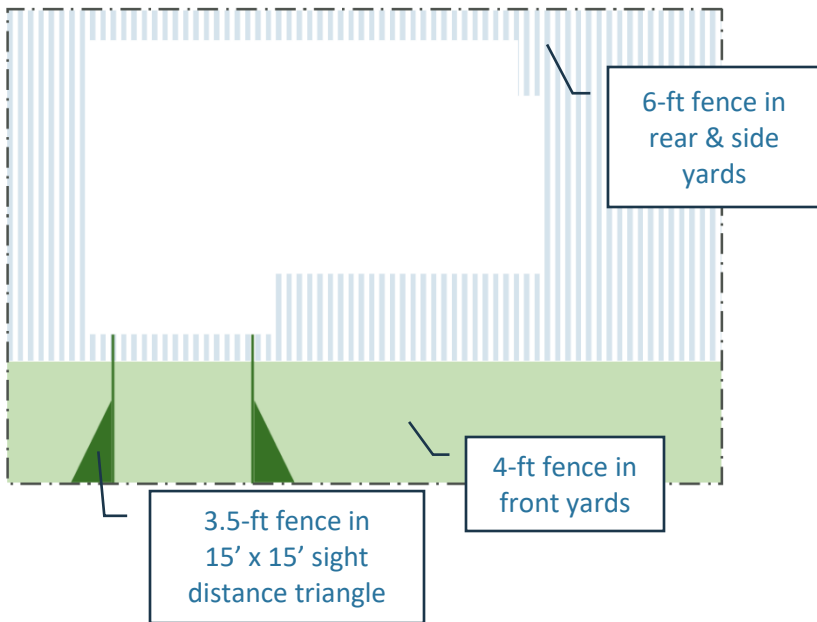 6-ft fence in
rear & side
yards
4-ft fence in
front yards
3.5-ft fence in
15’ x 15’ sight
distance triangle